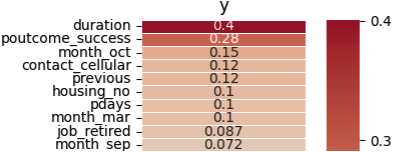 y
duration 0.4
poutcome_success 0.28
month_oct 0.15
contact_cellular 0.12
previous 0.12
housing_no 0.1
pdays 0.1
month_mar 0.1
job_retired 0.087
month_sep 0.072
0.4
0.3